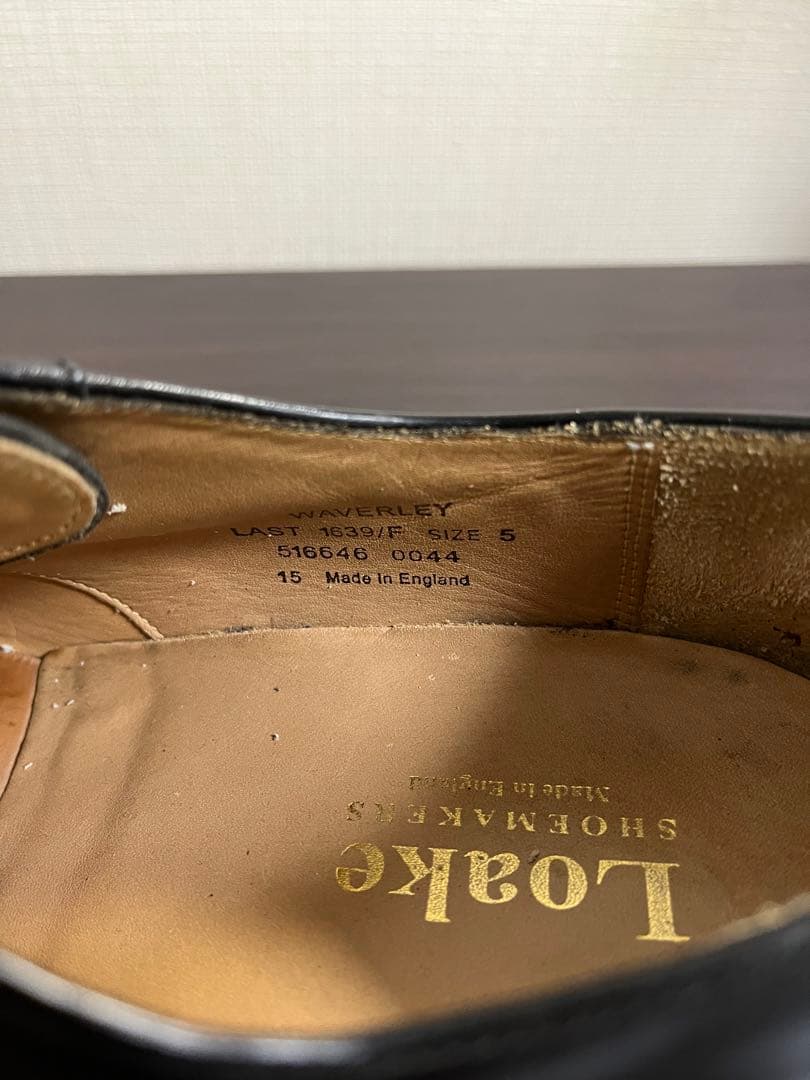 WAVERLEY
LAST 1639/F SIZE 5
516646 0044
15 Made in England
Loake
SHOEMAKERS
Made in England